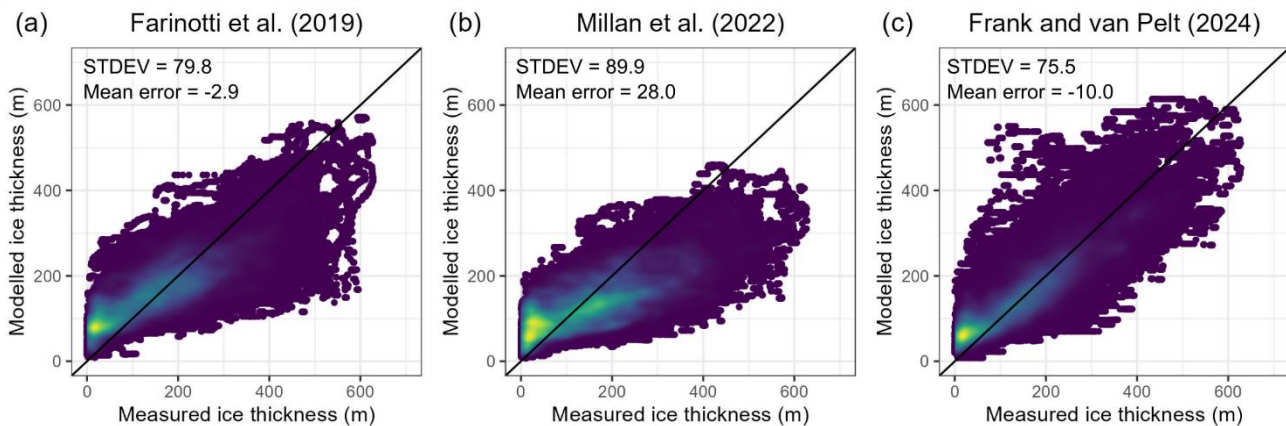 (a) Farinotti et al. (2019)
STDEV = 79.8
Mean error = -2.9
Modelled ice thickness (m)
600
400
200
0
0 200 400 600
Measured ice thickness (m)
(b) Millan et al. (2022)
STDEV = 89.9
Mean error = 28.0
Modelled ice thickness (m)
600
400
200
0
0 200 400 600
Measured ice thickness (m)
(c) Frank and van Pelt (2024)
STDEV = 75.5
Mean error = -10.0
Modelled ice thickness (m)
600
400
200
0
0 200 400 600
Measured ice thickness (m)